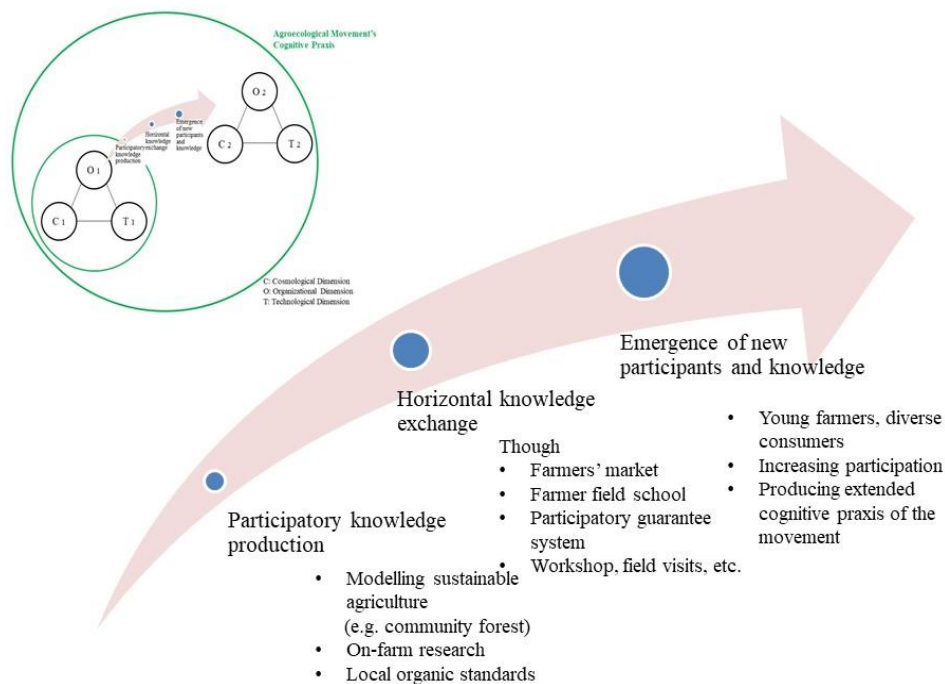 Agroecological Movement's
Cognitive Praxis
O 2
C 2
T 2
Emergence
of new
participants
and
knowledge
Horizontal
knowledge
exchange
Participatory
knowledge
production
O 1
C 1
T 1
C: Cosmological Dimension
O: Organizational Dimension
T: Technological Dimension
Emergence of new
participants and knowledge
• Young farmers, diverse
consumers
• Increasing participation
• Producing extended
cognitive praxis of the
movement
Horizontal knowledge
exchange
Though
• Farmers' market
• Farmer field school
• Participatory guarantee
system
• Workshop, field visits, etc.
Participatory knowledge
production
• Modelling sustainable
agriculture
(e.g. community forest)
• On-farm research
• Local organic standards